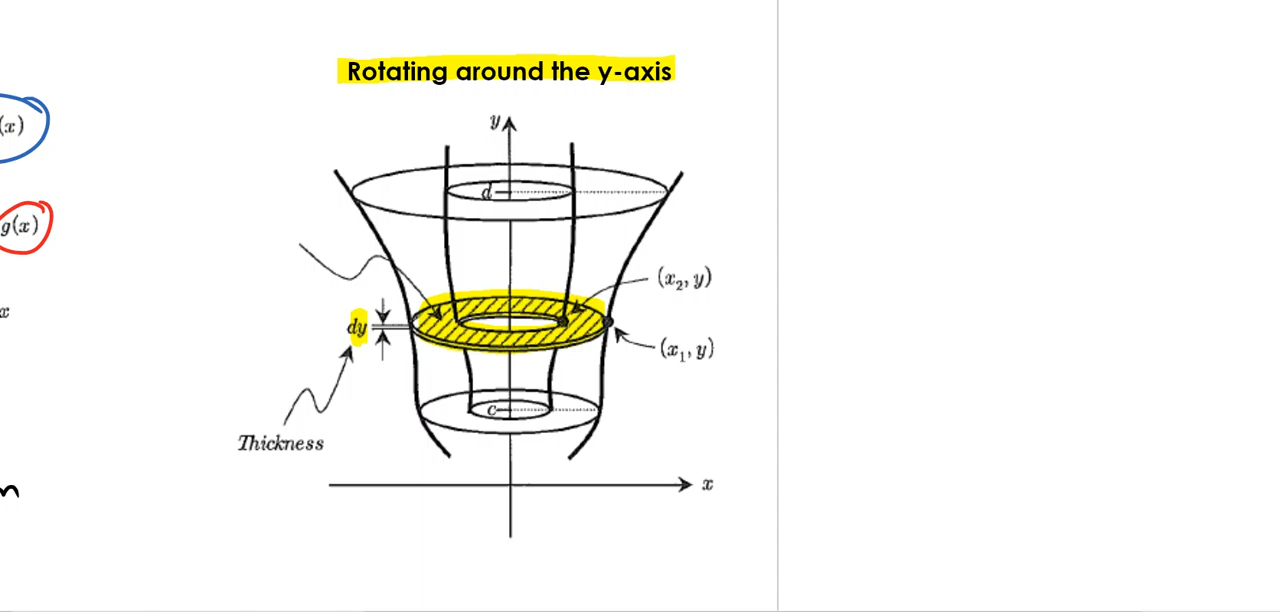 Rotating around the y-axis
y
(x)
d
g(x)
(x₂, y)
x
dy
(x₁, y)
c
Thickness
x
n